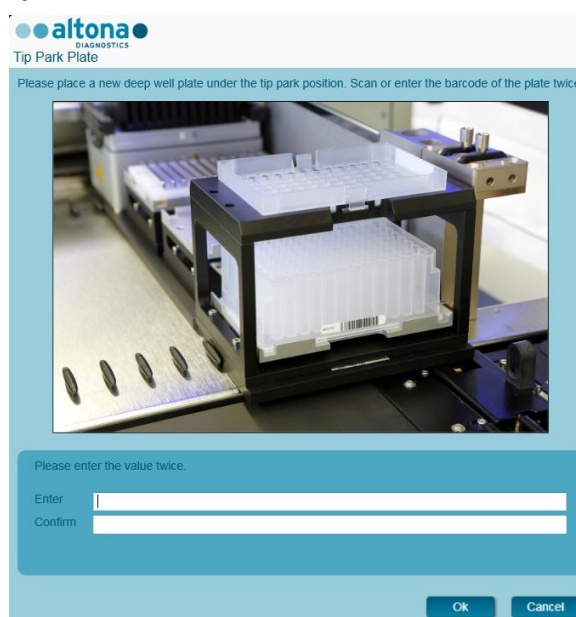 altona
DIAGNOSTICS
Tip Park Plate
Please place a new deep well plate under the tip park position. Scan or enter the barcode of the plate twice
Please enter the value twice.
Enter
Confirm
Ok
Cancel